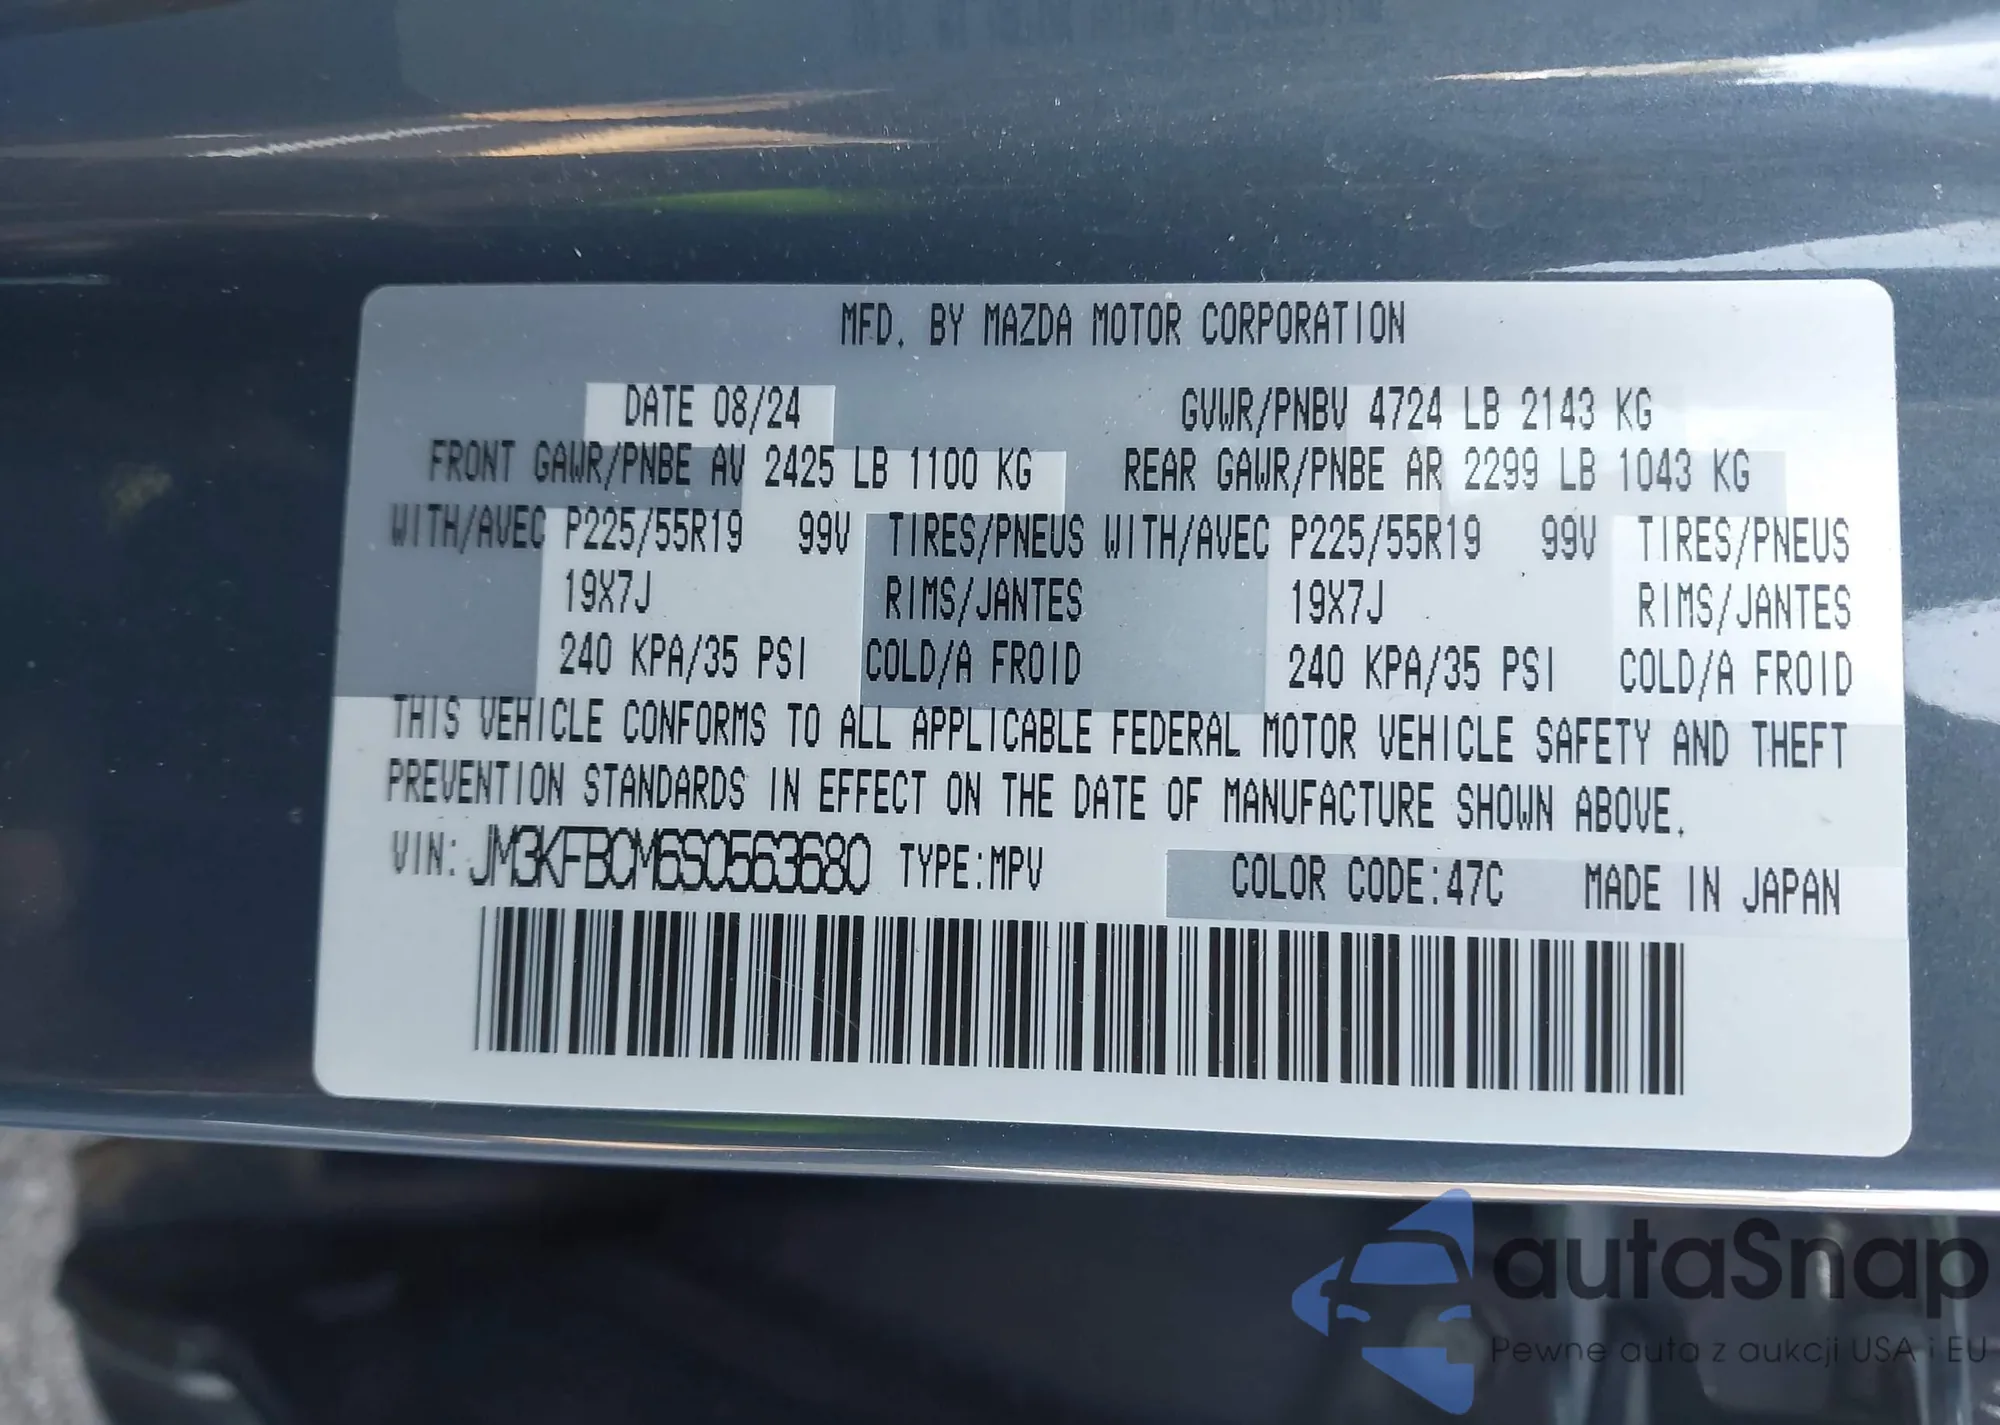 MFD. BY MAZDA MOTOR CORPORATION
DATE 08/24 GVWR/PNBV 4724 LB 2143 KG
FRONT GAWR/PNBE AV 2425 LB 1100 KG REAR GAWR/PNBE AR 2299 LB 1043 KG
WITH/AVEC P225/55R19 99V TIRES/PNEUS WITH/AVEC P225/55R19 99V TIRES/PNEUS
19X7J RIMS/JANTES 19X7J RIMS/JANTES
240 KPA/35 PSI COLD/A FROID 240 KPA/35 PSI COLD/A FROID
THIS VEHICLE CONFORMS TO ALL APPLICABLE FEDERAL MOTOR VEHICLE SAFETY AND THEFT
PREVENTION STANDARDS IN EFFECT ON THE DATE OF MANUFACTURE SHOWN ABOVE.
VIN: JM3KFBCM6S0563680 TYPE:MPV COLOR CODE:47C MADE IN JAPAN
autaSnap
Pewne auta z aukcji USA i EU